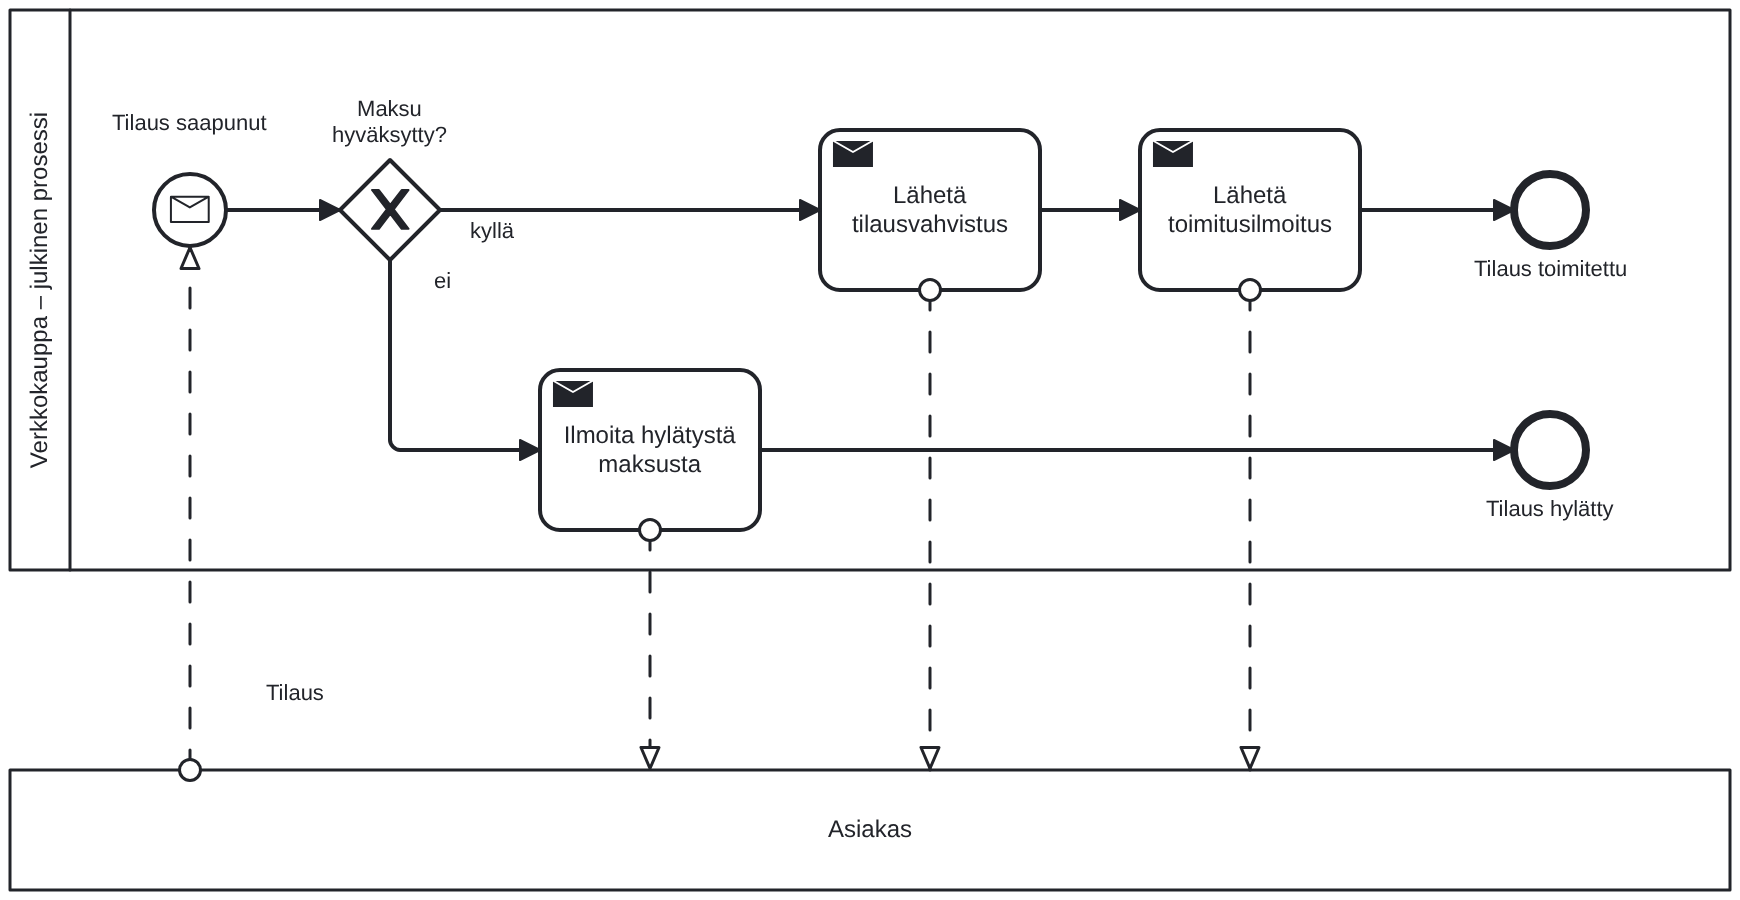 Verkkokauppa – julkinen prosessi
Tilaus saapunut
Maksu
hyväksytty?
kyllä
ei
Lähetä
tilausvahvistus
Lähetä
toimitusilmoitus
Tilaus toimitettu
Ilmoita hylätystä
maksusta
Tilaus hylätty
Tilaus
Asiakas